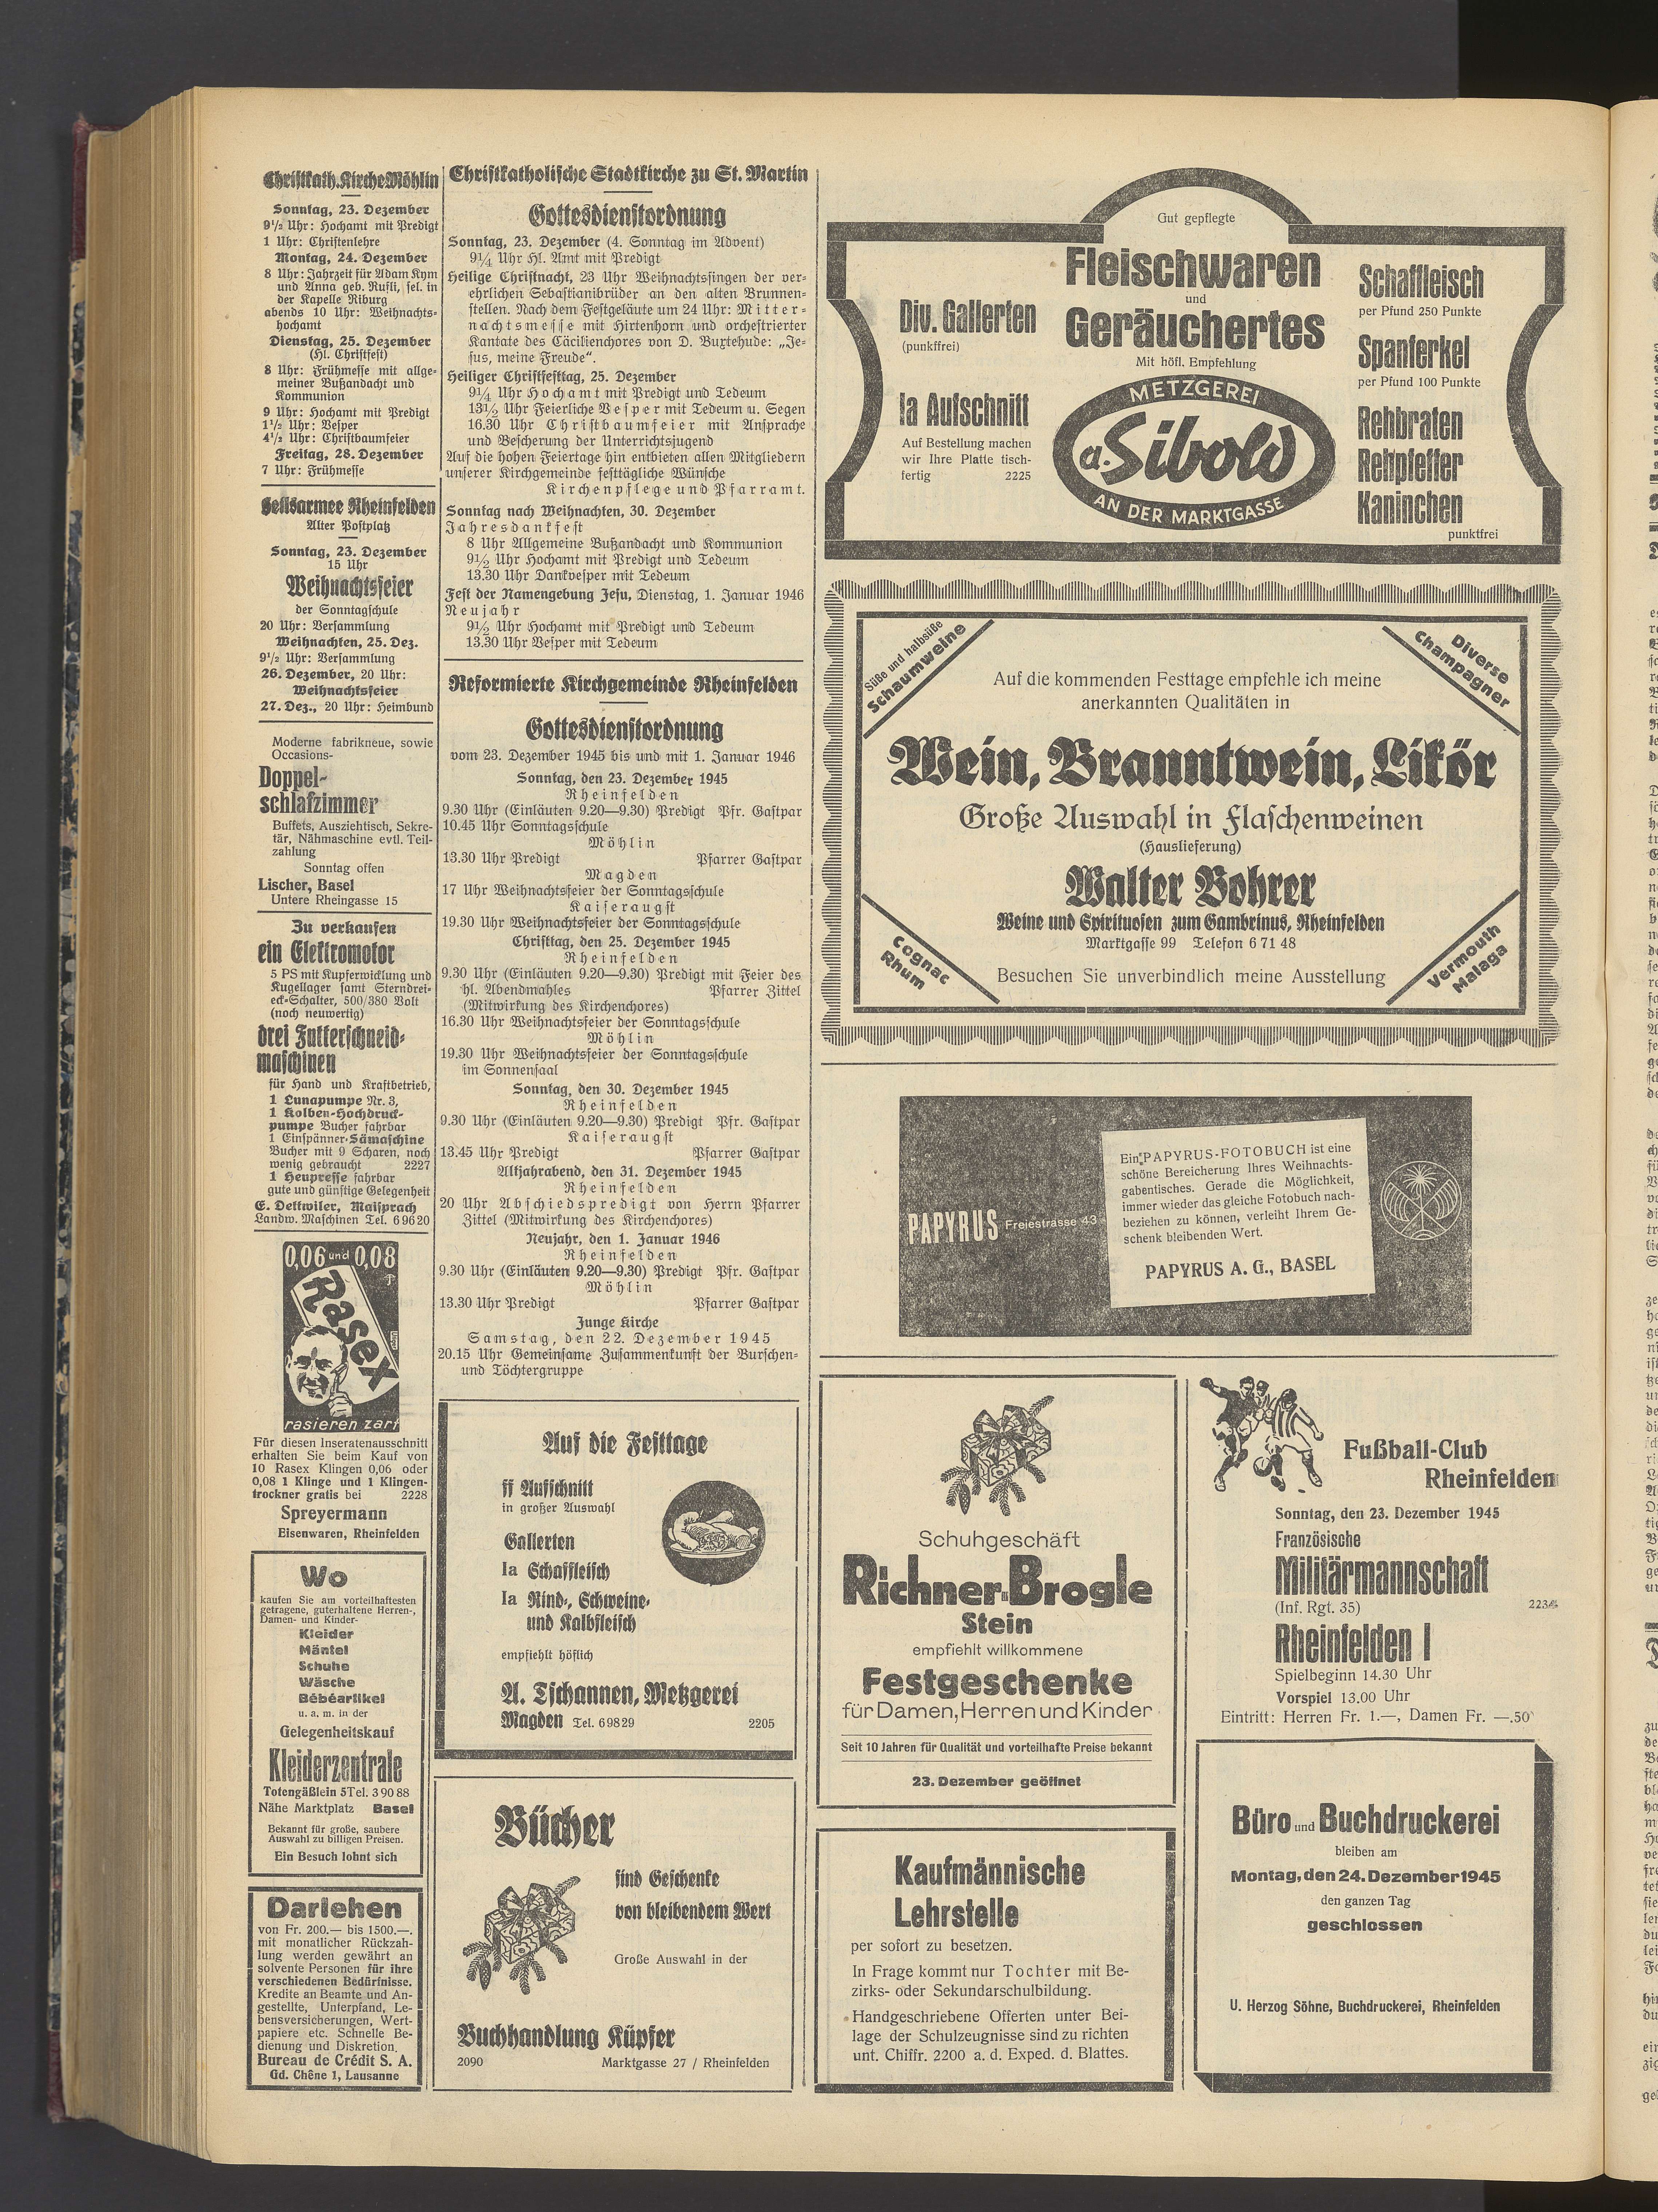 Christkath. Kirche Möhlin
Sonntag, 23. Dezember
9½ Uhr: Hochamt mit Predigt
1 Uhr: Christenlehre
Montag, 24. Dezember
8 Uhr: Jahrzeit für Adam Kym
und Anna geb. Rusli, sel. in
der Kapelle Riburg
abends 10 Uhr: Weihnachts-
hochamt
Dienstag, 25. Dezember
(Hl. Christfest)
8 Uhr: Frühmesse mit allge-
meiner Bußandacht und
Kommunion
9 Uhr: Hochamt mit Predigt
1½ Uhr: Vesper
4½ Uhr: Christbaumfeier
Freitag, 28. Dezember
7 Uhr: Frühmesse
Heilsarmee Rheinfelden
Alter Postplatz
Sonntag, 23. Dezember
15 Uhr
Weihnachtsfeier
der Sonntagschule
20 Uhr: Versammlung
Weihnachten, 25. Dez.
9½ Uhr: Versammlung
26. Dezember, 20 Uhr:
Weihnachtsfeier
27. Dez., 20 Uhr: Heimbund
Moderne fabrikneue, sowie
Occasions-
Doppel-
schlafzimmer
Buffets, Ausziehtisch, Sekre-
tär, Nähmaschine evtl. Teil-
zahlung
Sonntag offen
Lischer, Basel
Untere Rheingasse 15
Zu verkaufen
ein Elektromotor
5 PS mit Kupferwicklung und
Kugellager samt Sterndrei-
eck-Schalter, 500/380 Volt
(noch neuwertig)
drei Futterschneid-
maschinen
für Hand und Kraftbetrieb,
1 Lunapumpe Nr. 3,
1 Kolben-Hochdruck-
pumpe Bucher fahrbar
1 Einspänner-Sämaschine
Bucher mit 9 Scharen, noch
wenig gebraucht 2227
1 Heupresse fahrbar
gute und günstige Gelegenheit
E. Dettwiler, Maisprach
Landw. Maschinen Tel. 6 96 20
0,06 und 0,08
Rasex
rasieren zart
Für diesen Inseratenausschnitt
erhalten Sie beim Kauf von
10 Rasex Klingen 0,06 oder
0,08 1 Klinge und 1 Klingen-
trockner gratis bei 2228
Spreyermann
Eisenwaren, Rheinfelden
Wo
kaufen Sie am vorteilhaftesten
getragene, guterhaltene Herren-,
Damen- und Kinder-
Kleider
Mäntel
Schuhe
Wäsche
Bébéartikel
u. a. m. in der
Gelegenheitskauf
Kleiderzentrale
Totengäßlein 5 Tel. 3 90 88
Nähe Marktplatz Basel
Bekannt für große, saubere
Auswahl zu billigen Preisen.
Ein Besuch lohnt sich
Darlehen
von Fr. 200.— bis 1500.—.
mit monatlicher Rückzah-
lung werden gewährt an
solvente Personen für ihre
verschiedenen Bedürfnisse.
Kredite an Beamte und An-
gestellte, Unterpfand, Le-
bensversicherungen, Wert-
papiere etc. Schnelle Be-
dienung und Diskretion.
Bureau de Crédit S. A.
Gd. Chêne 1, Lausanne
Christkatholische Stadtkirche zu St. Martin
Gottesdienstordnung
Sonntag, 23. Dezember (4. Sonntag im Advent)
9¼ Uhr Hl. Amt mit Predigt
Heilige Christnacht, 23 Uhr Weihnachtssingen der ver-
ehrlichen Sebastianibrüder an den alten Brunnen-
stellen. Nach dem Festgeläute um 24 Uhr: Mitter-
nachtsmesse mit Hirtenhorn und orchestrierter
Kantate des Cäcilienchores von D. Buxtehude: „Je-
sus, meine Freude".
Heiliger Christfesttag, 25. Dezember
9¼ Uhr Hochamt mit Predigt und Tedeum
13½ Uhr Feierliche Vesper mit Tedeum u. Segen
16.30 Uhr Christbaumfeier mit Ansprache
und Bescherung der Unterrichtsjugend
Auf die hohen Feiertage hin entbieten allen Mitgliedern
unserer Kirchgemeinde festtägliche Wünsche
Kirchenpflege und Pfarramt.
Sonntag nach Weihnachten, 30. Dezember
Jahresdankfest
8 Uhr Allgemeine Bußandacht und Kommunion
9½ Uhr Hochamt mit Predigt und Tedeum
13.30 Uhr Dankvesper mit Tedeum
Fest der Namengebung Jesu, Dienstag, 1. Januar 1946
Neujahr
9½ Uhr Hochamt mit Predigt und Tedeum
13.30 Uhr Vesper mit Tedeum
Reformierte Kirchgemeinde Rheinfelden
Gottesdienstordnung
vom 23. Dezember 1945 bis und mit 1. Januar 1946
Sonntag, den 23. Dezember 1945
Rheinfelden
9.30 Uhr (Einläuten 9.20—9.30) Predigt Pfr. Gastpar
10.45 Uhr Sonntagsschule
Möhlin
13.30 Uhr Predigt Pfarrer Gastpar
Magden
17 Uhr Weihnachtsfeier der Sonntagsschule
Kaiseraugst
19.30 Uhr Weihnachtsfeier der Sonntagsschule
Christtag, den 25. Dezember 1945
Rheinfelden
9.30 Uhr (Einläuten 9.20—9.30) Predigt mit Feier des
hl. Abendmahles Pfarrer Zittel
(Mitwirkung des Kirchenchores)
16.30 Uhr Weihnachtsfeier der Sonntagsschule
Möhlin
19.30 Uhr Weihnachtsfeier der Sonntagsschule
im Sonnensaal
Sonntag, den 30. Dezember 1945
Rheinfelden
9.30 Uhr (Einläuten 9.20—9.30) Predigt Pfr. Gastpar
Kaiseraugst
13.45 Uhr Predigt Pfarrer Gastpar
Altjahrabend, den 31. Dezember 1945
Rheinfelden
20 Uhr Abschiedspredigt von Herrn Pfarrer
Zittel (Mitwirkung des Kirchenchores)
Neujahr, den 1. Januar 1946
Rheinfelden
9.30 Uhr (Einläuten 9.20—9.30) Predigt Pfr. Gastpar
Möhlin
13.30 Uhr Predigt Pfarrer Gastpar
Junge Kirche
Samstag, den 22. Dezember 1945
20.15 Uhr Gemeinsame Zusammenkunft der Burschen-
und Töchtergruppe
Auf die Festtage
ff Aufschnitt
in großer Auswahl
Gallerten
Ia Schaffleisch
Ia Rind-, Schweine-
und Kalbfleisch
empfiehlt höflich
A. Tschannen, Metzgerei
Magden Tel. 6 98 29 2205
Bücher
sind Geschenke
von bleibendem Wert
Große Auswahl in der
Buchhandlung Küpfer
2090 Marktgasse 27 / Rheinfelden
Gut gepflegte
Fleischwaren
und
Geräuchertes
Mit höfl. Empfehlung
METZGEREI
a. Sibold
AN DER MARKTGASSE
Div. Gallerten
(punktfrei)
Ia Aufschnitt
Auf Bestellung machen
wir Ihre Platte tisch-
fertig 2225
Schaffleisch
per Pfund 250 Punkte
Spanferkel
per Pfund 100 Punkte
Rehbraten
Rehpfeffer
Kaninchen
punktfrei
Süße und halbsüße
Schaumweine
Diverse
Champagner
Auf die kommenden Festtage empfehle ich meine
anerkannten Qualitäten in
Wein, Branntwein, Likör
Große Auswahl in Flaschenweinen
(Hauslieferung)
Walter Bohrer
Weine und Spirituosen zum Gambrinus, Rheinfelden
Marktgasse 99 Telefon 6 71 48
Besuchen Sie unverbindlich meine Ausstellung
Cognac
Rhum
Vermouth
Malaga
PAPYRUS Freiestrasse 43
Ein PAPYRUS-FOTOBUCH ist eine
schöne Bereicherung Ihres Weihnachts-
gabentisches. Gerade die Möglichkeit,
immer wieder das gleiche Fotobuch nach-
beziehen zu können, verleiht Ihrem Ge-
schenk bleibenden Wert.
PAPYRUS A. G., BASEL
Schuhgeschäft
Richner-Brogle
Stein
empfiehlt willkommene
Festgeschenke
für Damen, Herren und Kinder
Seit 10 Jahren für Qualität und vorteilhafte Preise bekannt
23. Dezember geöffnet
Kaufmännische
Lehrstelle
per sofort zu besetzen.
In Frage kommt nur Tochter mit Be-
zirks- oder Sekundarschulbildung.
Handgeschriebene Offerten unter Bei-
lage der Schulzeugnisse sind zu richten
unt. Chiffr. 2200 a. d. Exped. d. Blattes.
Fußball-Club
Rheinfelden
Sonntag, den 23. Dezember 1945
Französische
Militärmannschaft
(Inf. Rgt. 35)
Rheinfelden I
Spielbeginn 14.30 Uhr
Vorspiel 13.00 Uhr
Eintritt: Herren Fr. 1.—, Damen Fr. —.50
Büro und Buchdruckerei
bleiben am
Montag, den 24. Dezember 1945
den ganzen Tag
geschlossen
U. Herzog Söhne, Buchdruckerei, Rheinfelden